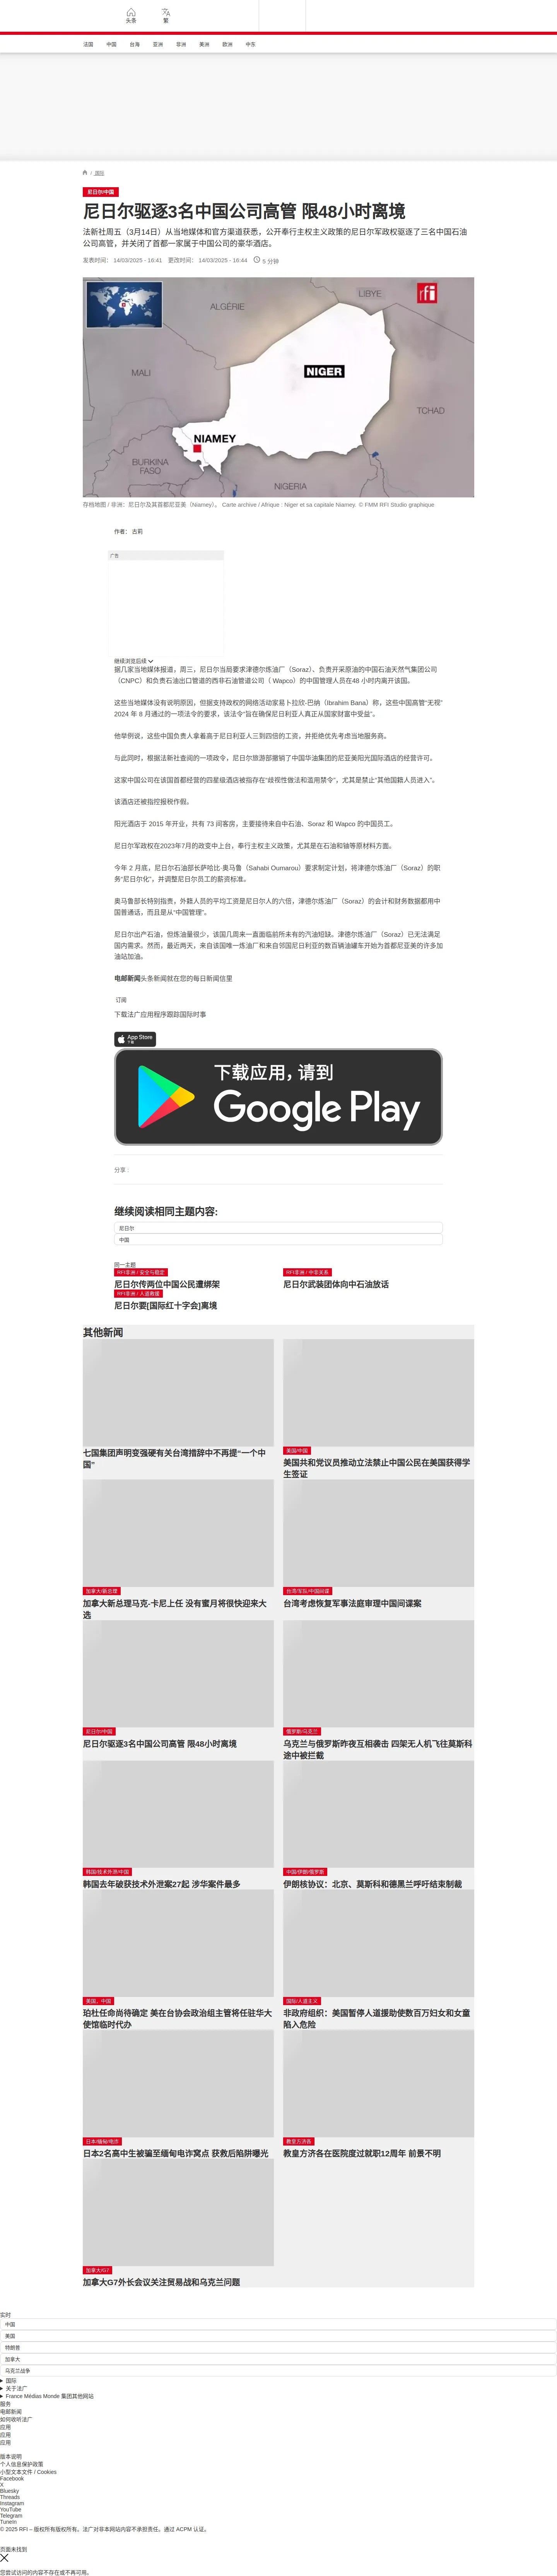 头条
繁
法国
中国
台海
亚洲
非洲
美洲
欧洲
中东
/ 国际
尼日尔/中国
尼日尔驱逐3名中国公司高管 限48小时离境
法新社周五（3月14日）从当地媒体和官方渠道获悉，公开奉行主权主义政策的尼日尔军政权驱逐了三名中国石油
公司高管，并关闭了首都一家属于中国公司的豪华酒店。
发表时间： 14/03/2025 - 16:41 更改时间： 14/03/2025 - 16:44 5 分钟
rfi
ALGÉRIE
LIBYE
MALI
NIGER
TCHAD
NIAMEY
BURKINA
FASO
NIGERIA
存档地图 / 非洲：尼日尔及其首都尼亚美（Niamey）。 Carte archive / Afrique : Niger et sa capitale Niamey. © FMM RFI Studio graphique
作者： 古莉
广告
继续浏览后续
据几家当地媒体报道，周三，尼日尔当局要求津德尔炼油厂（Soraz）、负责开采原油的中国石油天然气集团公司
（CNPC）和负责石油出口管道的西非石油管道公司（ Wapco）的中国管理人员在48 小时内离开该国。
这些当地媒体没有说明原因，但据支持政权的网络活动家易卜拉欣·巴纳（Ibrahim Bana）称，这些中国高管“无视”
2024 年 8 月通过的一项法令的要求，该法令“旨在确保尼日利亚人真正从国家财富中受益”。
他举例说，这些中国负责人拿着高于尼日利亚人三到四倍的工资，并拒绝优先考虑当地服务商。
与此同时，根据法新社查阅的一项政令，尼日尔旅游部撤销了中国华油集团的尼亚美阳光国际酒店的经营许可。
这家中国公司在该国首都经营的四星级酒店被指存在“歧视性做法和滥用禁令”，尤其是禁止“其他国籍人员进入”。
该酒店还被指控报税作假。
阳光酒店于 2015 年开业，共有 73 间客房，主要接待来自中石油、Soraz 和 Wapco 的中国员工。
尼日尔军政权在2023年7月的政变中上台，奉行主权主义政策，尤其是在石油和铀等原材料方面。
今年 2 月底，尼日尔石油部长萨哈比·奥马鲁（Sahabi Oumarou）要求制定计划，将津德尔炼油厂（Soraz）的职
务“尼日尔化”，并调整尼日尔员工的薪资标准。
奥马鲁部长特别指责，外籍人员的平均工资是尼日尔人的六倍，津德尔炼油厂（Soraz）的会计和财务数据都用中
国普通话，而且是从“中国管理”。
尼日尔出产石油，但炼油量很少，该国几周来一直面临前所未有的汽油短缺。津德尔炼油厂（Soraz）已无法满足
国内需求。然而，最近两天，来自该国唯一炼油厂和来自邻国尼日利亚的数百辆油罐车开始为首都尼亚美的许多加
油站加油。
电邮新闻头条新闻就在您的每日新闻信里
订阅
下载法广应用程序跟踪国际时事
App Store
下载
下载应用，请到
Google Play
分享 :
继续阅读相同主题内容:
尼日尔
中国
同一主题
RFI非洲 / 安全与稳定
尼日尔传两位中国公民遭绑架
RFI非洲 / 中非关系
尼日尔武装团体向中石油放话
RFI非洲 / 人道救援
尼日尔要[国际红十字会]离境
其他新闻
七国集团声明变强硬有关台湾措辞中不再提“一个中
国”
美国/中国
美国共和党议员推动立法禁止中国公民在美国获得学
生签证
加拿大/新总理
加拿大新总理马克-卡尼上任 没有蜜月将很快迎来大
选
台湾/军队/中国间谍
台湾考虑恢复军事法庭审理中国间谍案
尼日尔/中国
尼日尔驱逐3名中国公司高管 限48小时离境
俄罗斯/乌克兰
乌克兰与俄罗斯昨夜互相袭击 四架无人机飞往莫斯科
途中被拦截
韩国/技术外泄/中国
韩国去年破获技术外泄案27起 涉华案件最多
中国/伊朗/俄罗斯
伊朗核协议：北京、莫斯科和德黑兰呼吁结束制裁
美国，中国
珀杜任命尚待确定 美在台协会政治组主管将任驻华大
使馆临时代办
国际/人道主义
非政府组织：美国暂停人道援助使数百万妇女和女童
陷入危险
日本/缅甸/电诈
日本2名高中生被骗至缅甸电诈窝点 获救后陷阱曝光
教皇方济各
教皇方济各在医院度过就职12周年 前景不明
加拿大/G7
加拿大G7外长会议关注贸易战和乌克兰问题
实时
中国
美国
特朗普
加拿大
乌克兰战争
国际
关于法广
France Médias Monde 集团其他网站
服务
电邮新闻
如何收听法广
应用
应用
应用
版本说明
个人信息保护政策
小型文本文件 / Cookies
Facebook
X
Bluesky
Threads
Instagram
YouTube
Telegram
TuneIn
© 2025 RFI – 版权所有版权所有。法广对非本网站内容不承担责任。通过 ACPM 认证。
页面未找到
您尝试访问的内容不存在或不再可用。